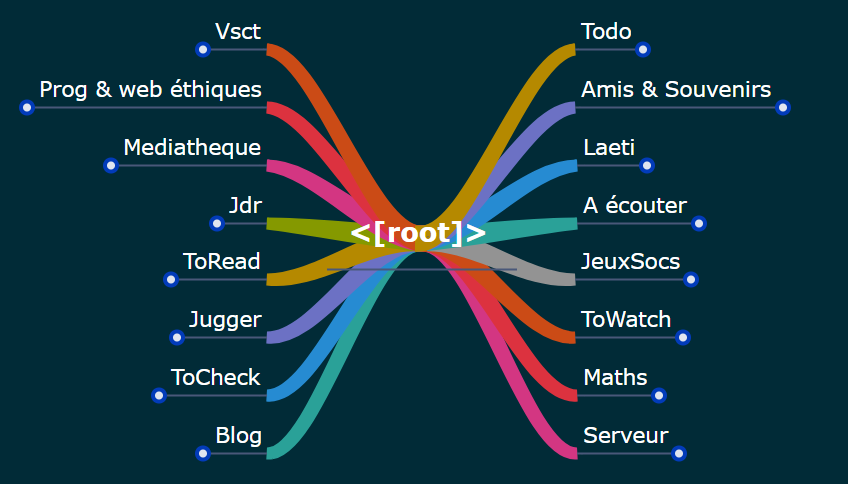 Vsct
Prog & web éthiques
Mediatheque
Jdr
ToRead
Jugger
ToCheck
Blog
<[root]>
Todo
Amis & Souvenirs
Laeti
A écouter
JeuxSocs
ToWatch
Maths
Serveur